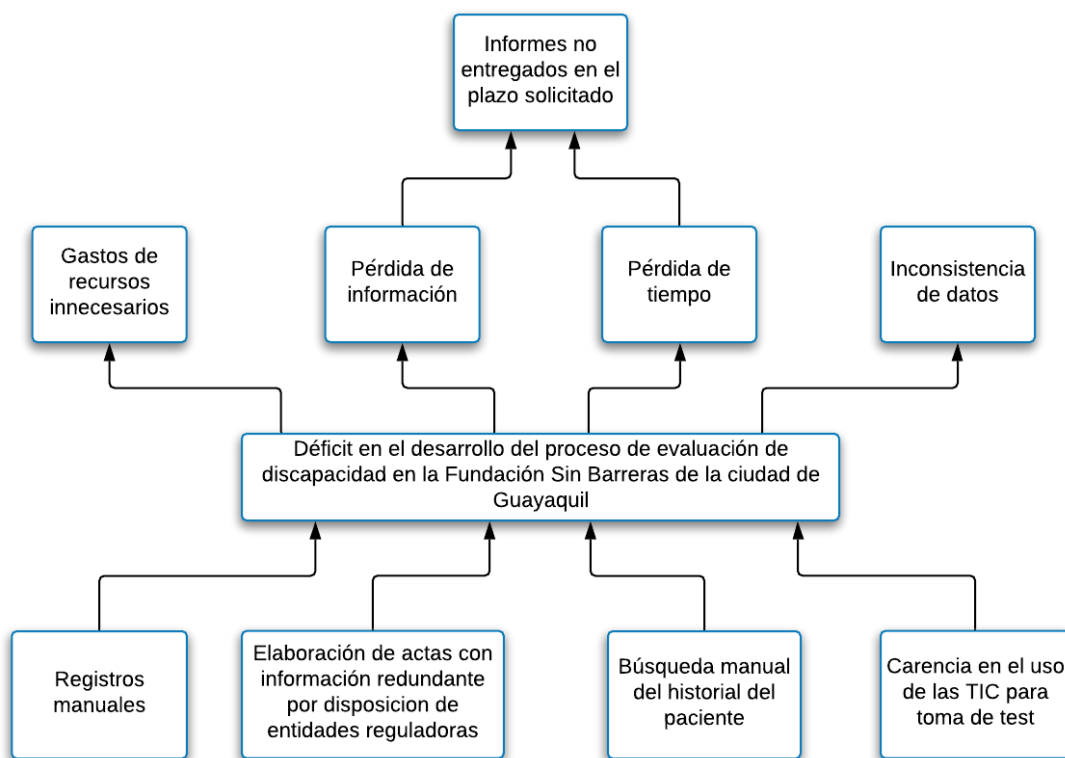 Informes no
entregados en el
plazo solicitado
Gastos de
recursos
innecesarios
Pérdida de
información
Pérdida de
tiempo
Inconsistencia
de datos
Déficit en el desarrollo del proceso de evaluación de
discapacidad en la Fundación Sin Barreras de la ciudad de
Guayaquil
Registros
manuales
Elaboración de actas con
información redundante
por disposicion de
entidades reguladoras
Búsqueda manual
del historial del
paciente
Carencia en el uso
de las TIC para
toma de test